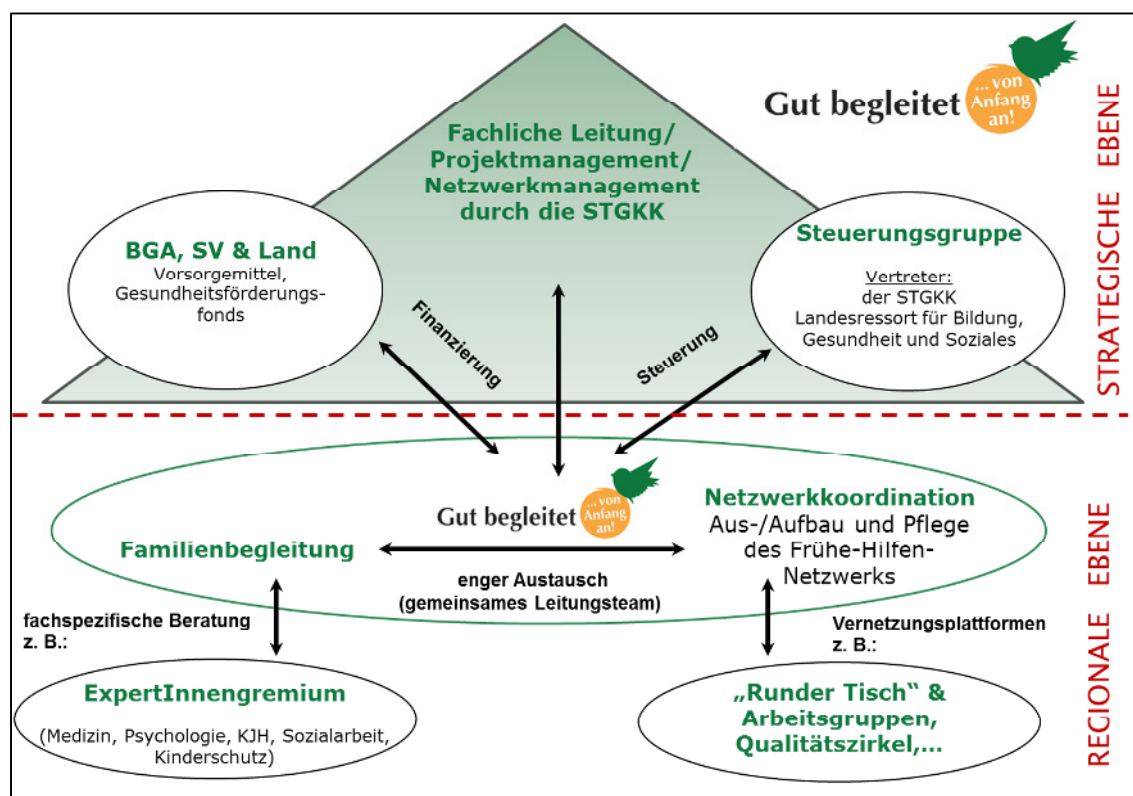 Gut begleitet
... von
Anfang
an!
Fachliche Leitung/
Projektmanagement/
Netzwerkmanagement
durch die STGKK
BGA, SV & Land
Vorsorgemittel,
Gesundheitsförderungs-
fonds
Steuerungsgruppe
Vertreter:
der STGKK
Landesressort für Bildung,
Gesundheit und Soziales
Finanzierung
Steuerung
STRATEGISCHE EBENE
Gut begleitet
... von
Anfang
an!
Familienbegleitung
Netzwerkkoordination
Aus-/Aufbau und Pflege
des Frühe-Hilfen-
Netzwerks
enger Austausch
(gemeinsames Leitungsteam)
fachspezifische Beratung
z. B.:
Vernetzungsplattformen
z. B.:
ExpertInnengremium
(Medizin, Psychologie, KJH, Sozialarbeit,
Kinderschutz)
„Runder Tisch“ &
Arbeitsgruppen,
Qualitätszirkel,...
REGIONALE EBENE